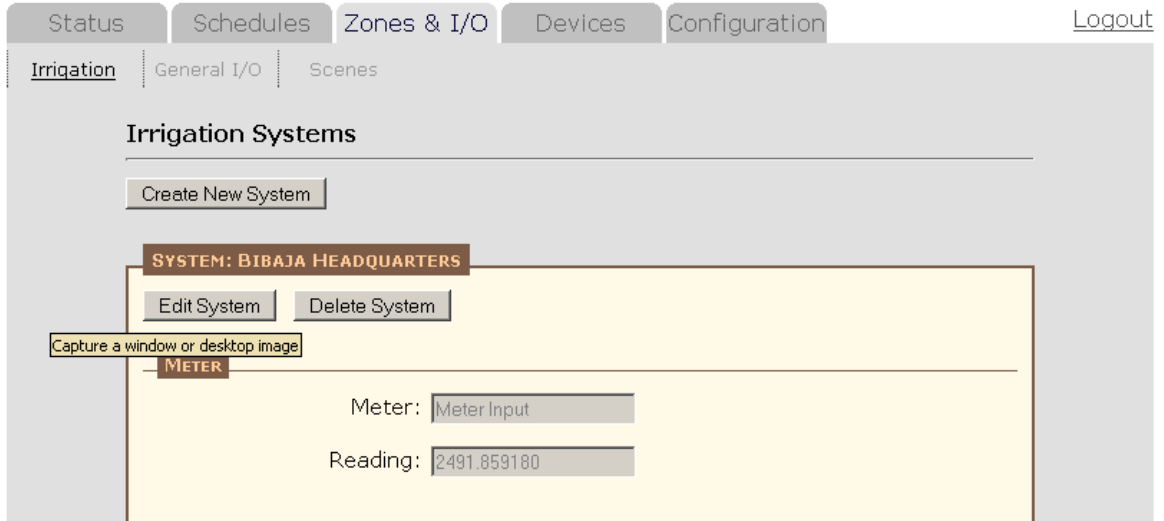 Status Schedules Zones & I/O Devices Configuration Logout
Irrigation General I/O Scenes
Irrigation Systems
Create New System
SYSTEM: BIBAJA HEADQUARTERS
Edit System Delete System
Capture a window or desktop image
METER
Meter: Meter Input
Reading: 2491.859180